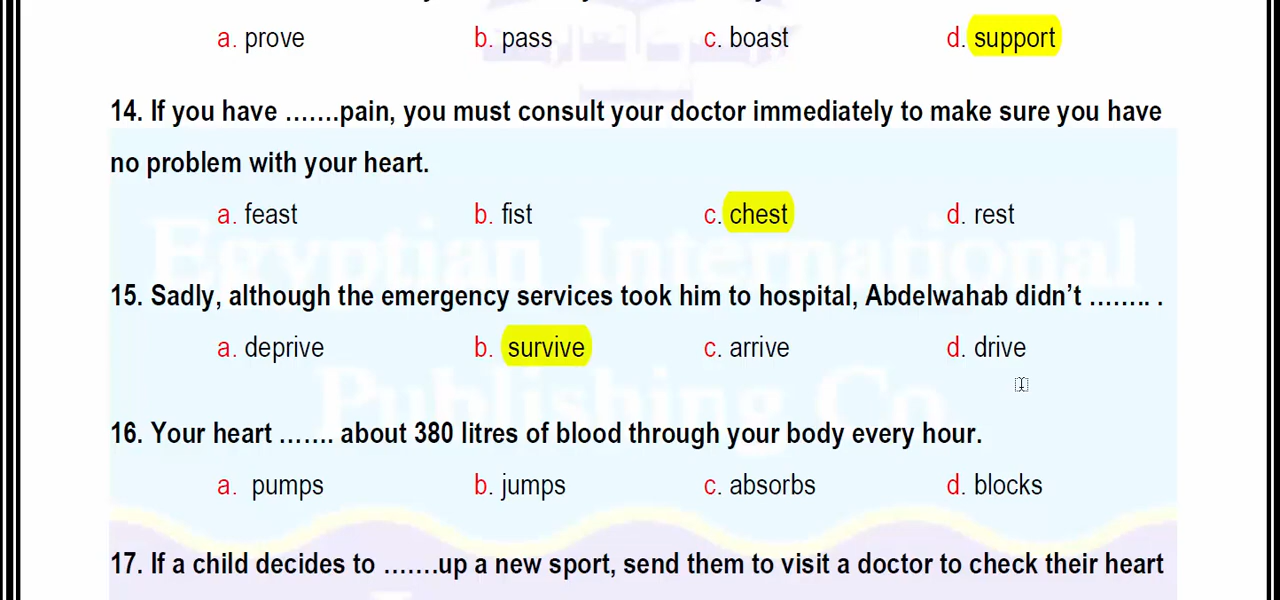 a. prove b. pass c. boast d. support
14. If you have …….pain, you must consult your doctor immediately to make sure you have
no problem with your heart.
a. feast b. fist c. chest d. rest
15. Sadly, although the emergency services took him to hospital, Abdelwahab didn’t …….. .
a. deprive b. survive c. arrive d. drive
16. Your heart ……. about 380 litres of blood through your body every hour.
a. pumps b. jumps c. absorbs d. blocks
17. If a child decides to …….up a new sport, send them to visit a doctor to check their heart
Egyptian International
Publishing Co